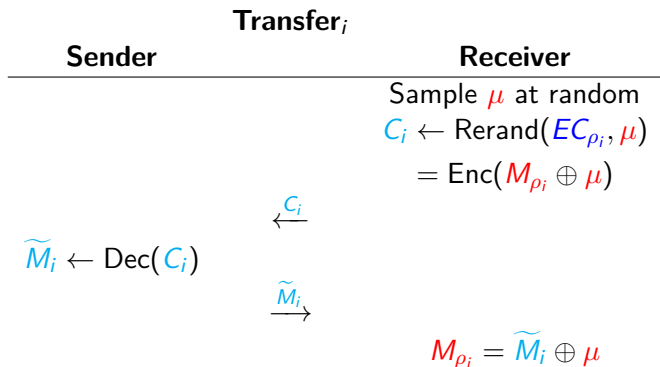 Transfer_i
Sender Receiver
Sample μ at random
C_i ← Rerand(EC_{ρ_i}, μ)
= Enc(M_{ρ_i} ⊕ μ)
C_i
←
M̃_i ← Dec(C_i)
M̃_i
→
M_{ρ_i} = M̃_i ⊕ μ